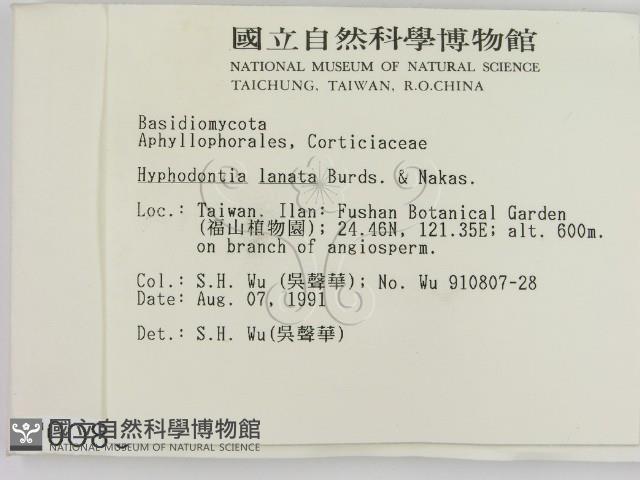 國立自然科學博物館
NATIONAL MUSEUM OF NATURAL SCIENCE
TAICHUNG, TAIWAN, R.O.CHINA
Basidiomycota
Aphyllophorales, Corticiaceae
Hyphodontia lanata Burds. & Nakas.
Loc.: Taiwan. Ilan: Fushan Botanical Garden
(福山植物園); 24.46N, 121.35E; alt. 600m.
on branch of angiosperm.
Col.: S.H. Wu (吳聲華); No. Wu 910807-28
Date: Aug. 07, 1991
Det.: S.H. Wu(吳聲華)
國立自然科學博物館
NATIONAL MUSEUM OF NATURAL SCIENCE